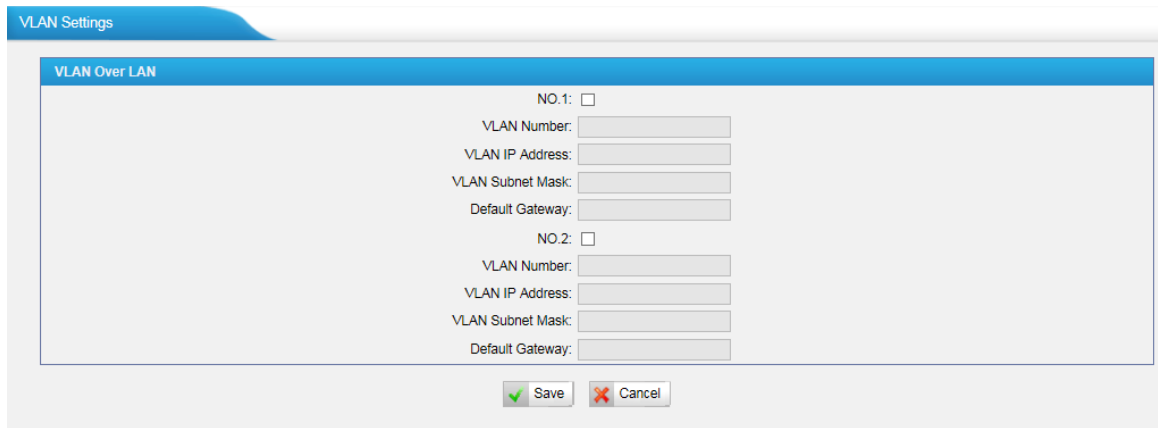 VLAN Settings
VLAN Over LAN
NO.1:
VLAN Number:
VLAN IP Address:
VLAN Subnet Mask:
Default Gateway:
NO.2:
VLAN Number:
VLAN IP Address:
VLAN Subnet Mask:
Default Gateway:
Save Cancel